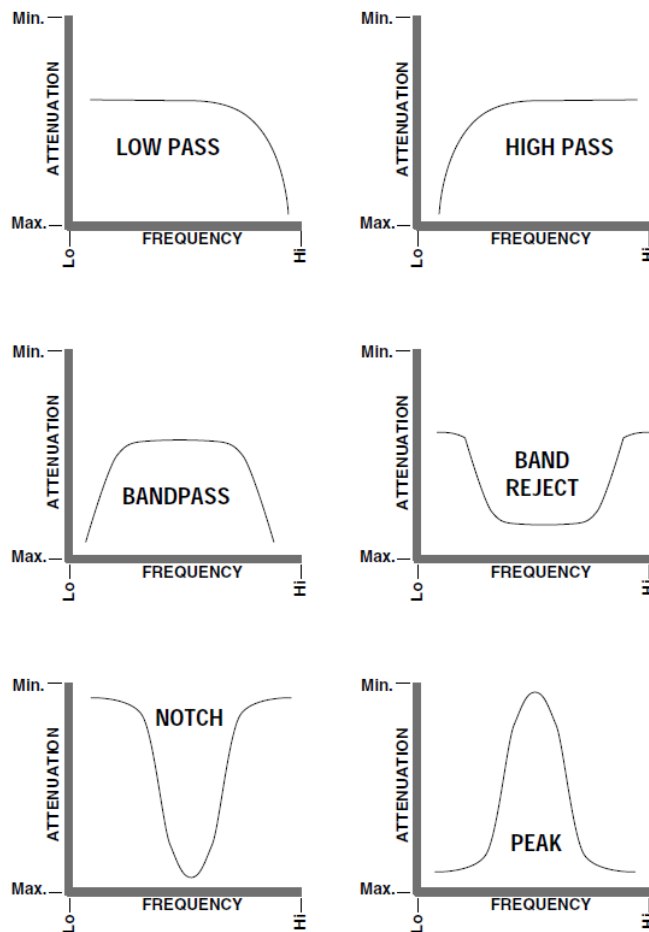 Min.
ATTENUATION
LOW PASS
Max.
FREQUENCY
Lo
Hi
Min.
ATTENUATION
HIGH PASS
Max.
FREQUENCY
Lo
Hi
Min.
ATTENUATION
BANDPASS
Max.
FREQUENCY
Lo
Hi
Min.
ATTENUATION
BAND
REJECT
Max.
FREQUENCY
Lo
Hi
Min.
ATTENUATION
NOTCH
Max.
FREQUENCY
Lo
Hi
Min.
ATTENUATION
PEAK
Max.
FREQUENCY
Lo
Hi